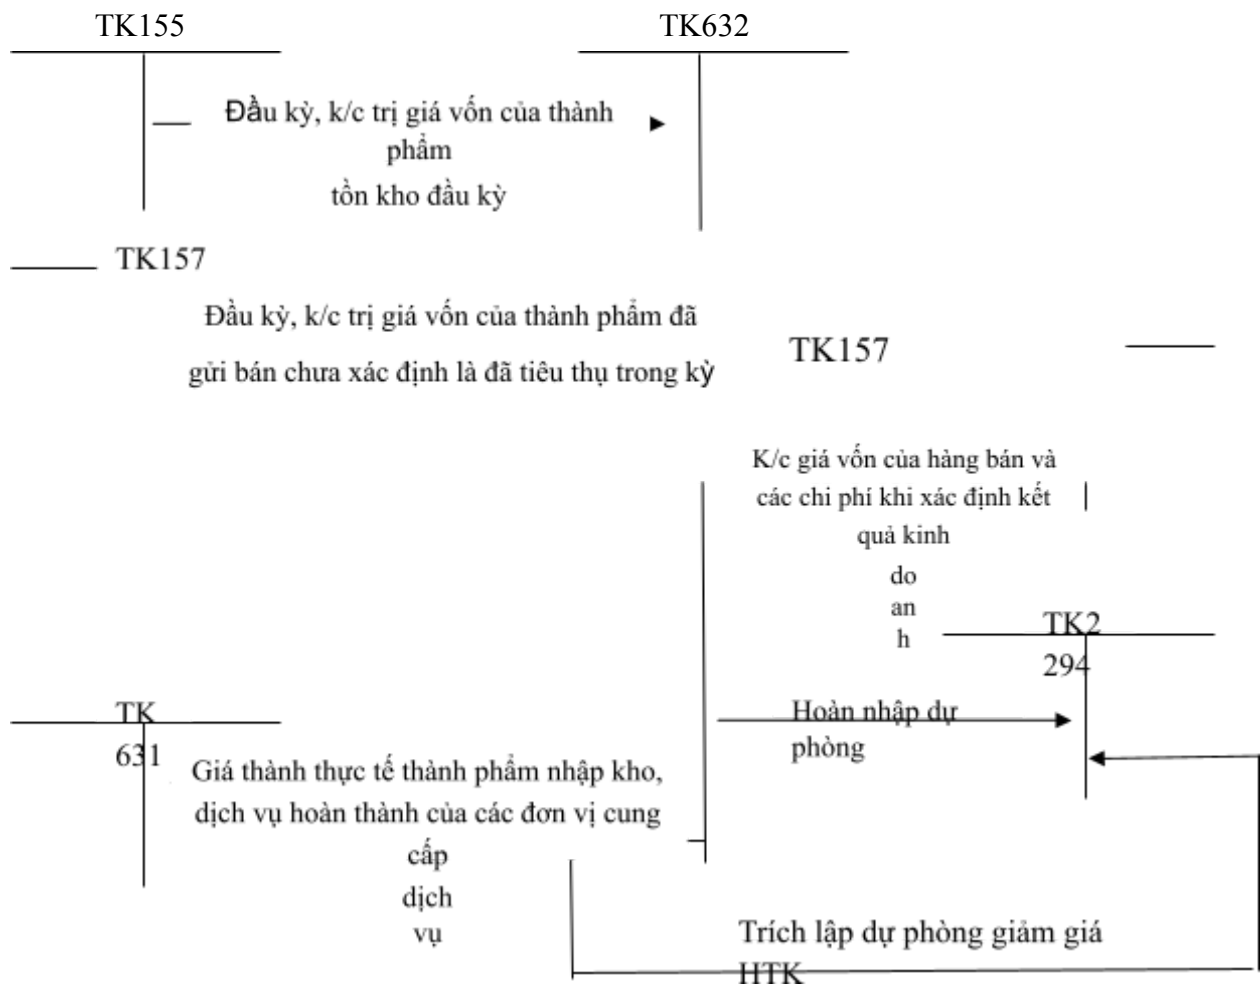 TK155
TK632
Đầu kỳ, k/c trị giá vốn của thành
phẩm
tồn kho đầu kỳ
TK157
Đầu kỳ, k/c trị giá vốn của thành phẩm đã
gửi bán chưa xác định là đã tiêu thụ trong kỳ
TK157
K/c giá vốn của hàng bán và
các chi phí khi xác định kết
quả kinh
do
an
h
TK2
294
Hoàn nhập dự
phòng
TK
631
Giá thành thực tế thành phẩm nhập kho,
dịch vụ hoàn thành của các đơn vị cung
cấp
dịch
vụ
Trích lập dự phòng giảm giá
HTK